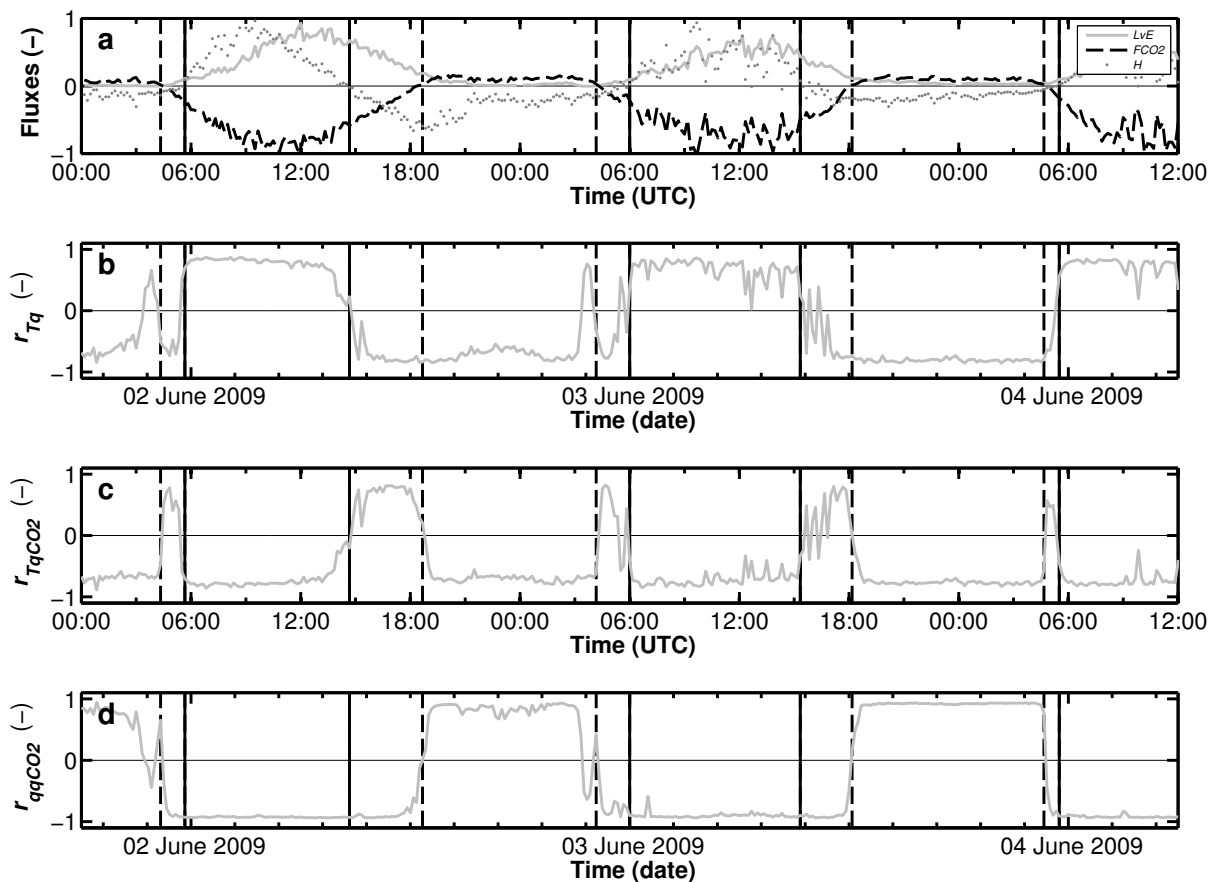 a
Fluxes (−)
1
0
−1
LvE
FCO2
H
00:00 06:00 12:00 18:00 00:00 06:00 12:00 18:00 00:00 06:00 12:00
Time (UTC)
b
rTq (−)
1
0
−1
02 June 2009 03 June 2009 04 June 2009
Time (date)
c
rTqCO2 (−)
1
0
−1
00:00 06:00 12:00 18:00 00:00 06:00 12:00 18:00 00:00 06:00 12:00
Time (UTC)
d
rqqCO2 (−)
1
0
−1
02 June 2009 03 June 2009 04 June 2009
Time (date)